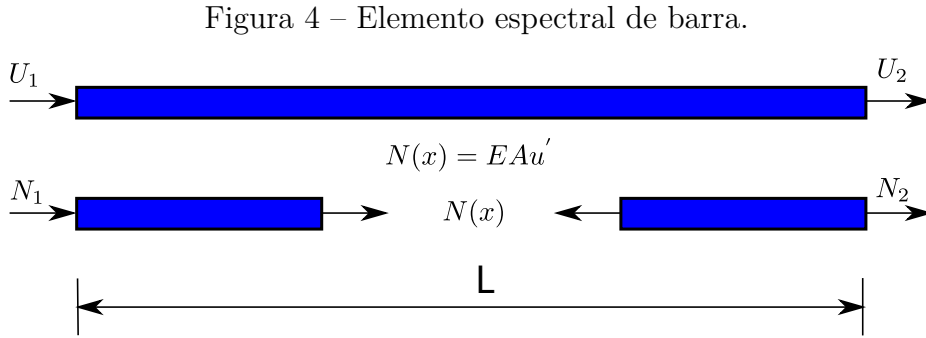 Figura 4 – Elemento espectral de barra.
U₁ U₂
N(x) = EAu′
N₁ N(x) N₂
L